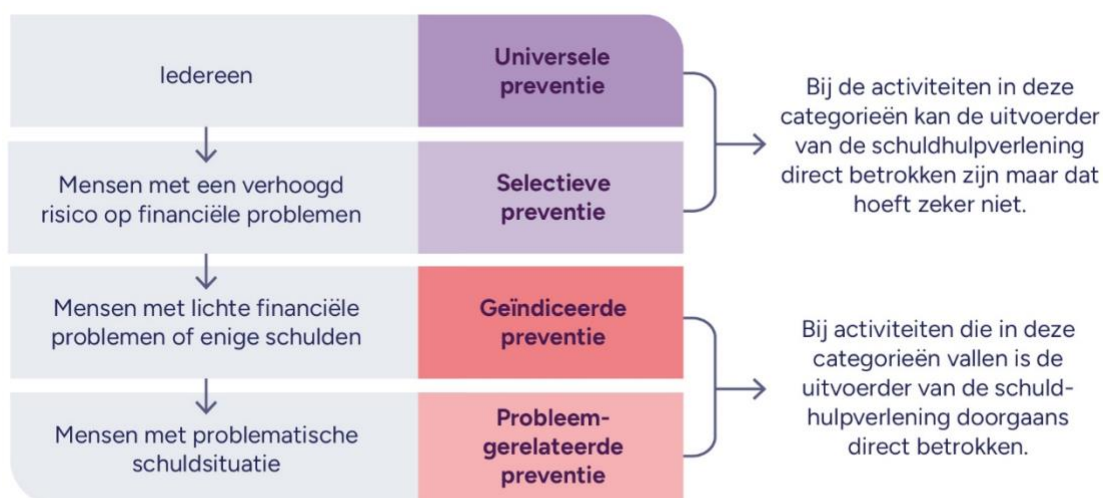 Iedereen
Universele
preventie
Mensen met een verhoogd
risico op financiële problemen
Selectieve
preventie
Bij de activiteiten in deze
categorieën kan de uitvoerder
van de schuldhulpverlening
direct betrokken zijn maar dat
hoeft zeker niet.
Mensen met lichte financiële
problemen of enige schulden
Geïndiceerde
preventie
Mensen met problematische
schuldsituatie
Probleem-
gerelateerde
preventie
Bij activiteiten die in deze
categorieën vallen is de
uitvoerder van de schuld-
hulpverlening doorgaans
direct betrokken.